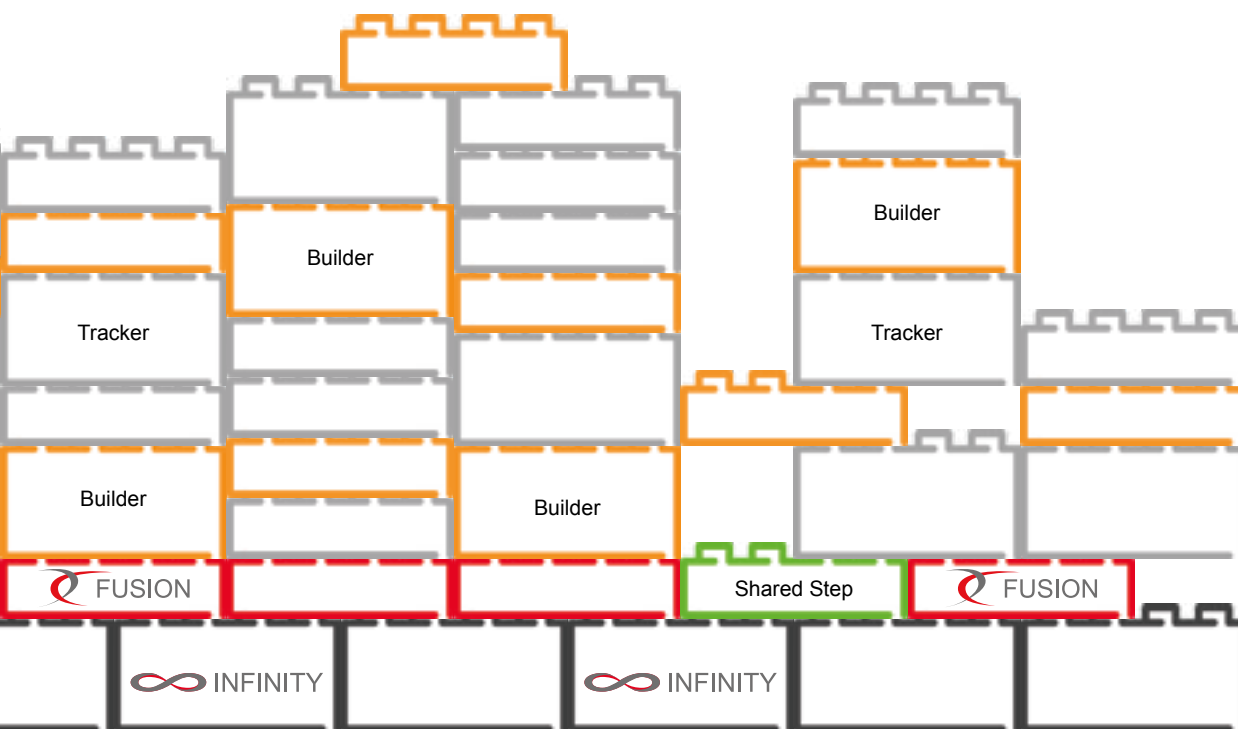 Builder
Builder
Tracker
Tracker
Builder
Builder
FUSION
Shared Step
FUSION
INFINITY
INFINITY